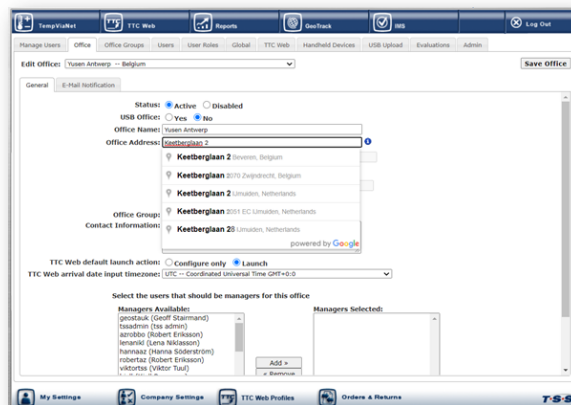 TempViaNet TTC Web Reports GeoTrack IMS Log Out
Manage Users Office Office Groups Users User Roles Global TTC Web Handheld Devices USB Upload Evaluations Admin
Edit Office: Yusen Antwerp -- Belgium Save Office
General E-Mail Notification
Status: Active Disabled
USB Office: Yes No
Office Name: Yusen Antwerp
Office Address: Keetberglaan 2
Keetberglaan 2 Beveren, Belgium
Keetberglaan 2070 Zwijndrecht, Belgium
Keetberglaan 2 IJmuiden, Netherlands
Keetberglaan 2051 EC IJmuiden, Netherlands
Keetberglaan 28 IJmuiden, Netherlands
powered by Google
Office Group:
Contact Information:
TTC Web default launch action: Configure only Launch
TTC Web arrival date input timezone: UTC -- Coordinated Universal Time GMT+0:0
Select the users that should be managers for this office
Managers Available: Managers Selected:
geostauk (Geoff Stairmand)
tssadmin (tss admin)
azrobbo (Robert Eriksson)
lenanikl (Lena Niklasson)
hannaaz (Hanna Söderström)
robertaz (Robert Eriksson)
viktortss (Viktor Tuul)
Add >
< Remove
My Settings Company Settings TTC Web Profiles Orders & Returns T·S·S